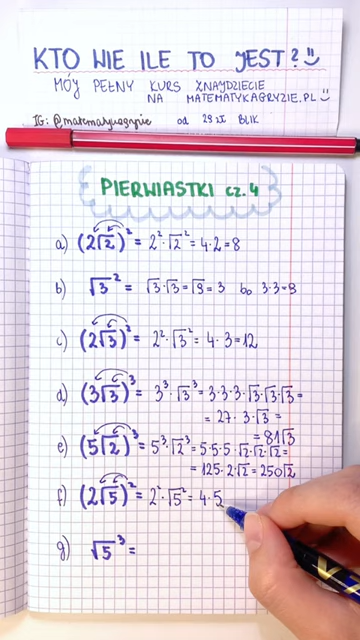 KTO WIE ILE TO JEST?
MÓJ PEŁNY KURS ZNAJDZIECIE
NA MATEMATYKAGRYZIE.PL
IG: @matematykagryzie od 29 IX BLIK
PIERWIASTKI cz. 4
a) (2√2)² = 2² · √2² = 4 · 2 = 8
b) √3² = √3 · √3 = √9 = 3 bo 3 · 3 = 9
c) (2√3)² = 2² · √3² = 4 · 3 = 12
d) (3√3)³ = 3³ · √3³ = 3 · 3 · 3 · √3 · √3 · √3 =
= 27 · 3 · √3 =
= 81√3
e) (5√2)³ = 5³ · √2³ = 5 · 5 · 5 · √2 · √2 · √2 =
= 125 · 2 · √2 = 250√2
f) (2√5)² = 2² · √5² = 4 · 5
g) √5³ =